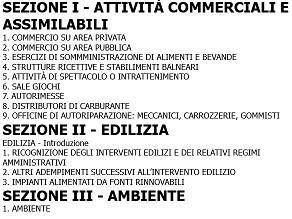 SEZIONE I - ATTIVITÀ COMMERCIALI E
ASSIMILABILI
1. COMMERCIO SU AREA PRIVATA
2. COMMERCIO SU AREA PUBBLICA
3. ESERCIZI DI SOMMMINISTRAZIONE DI ALIMENTI E BEVANDE
4. STRUTTURE RICETTIVE E STABILIMENTI BALNEARI
5. ATTIVITÀ DI SPETTACOLO O INTRATTENIMENTO
6. SALE GIOCHI
7. AUTORIMESSE
8. DISTRIBUTORI DI CARBURANTE
9. OFFICINE DI AUTORIPARAZIONE: MECCANICI, CARROZZERIE, GOMMISTI
SEZIONE II - EDILIZIA
EDILIZIA - Introduzione
1. RICOGNIZIONE DEGLI INTERVENTI EDILIZI E DEI RELATIVI REGIMI
AMMINISTRATIVI
2. ALTRI ADEMPIMENTI SUCCESSIVI ALL'INTERVENTO EDILIZIO
3. IMPIANTI ALIMENTATI DA FONTI RINNOVABILI
SEZIONE III - AMBIENTE
1. AMBIENTE